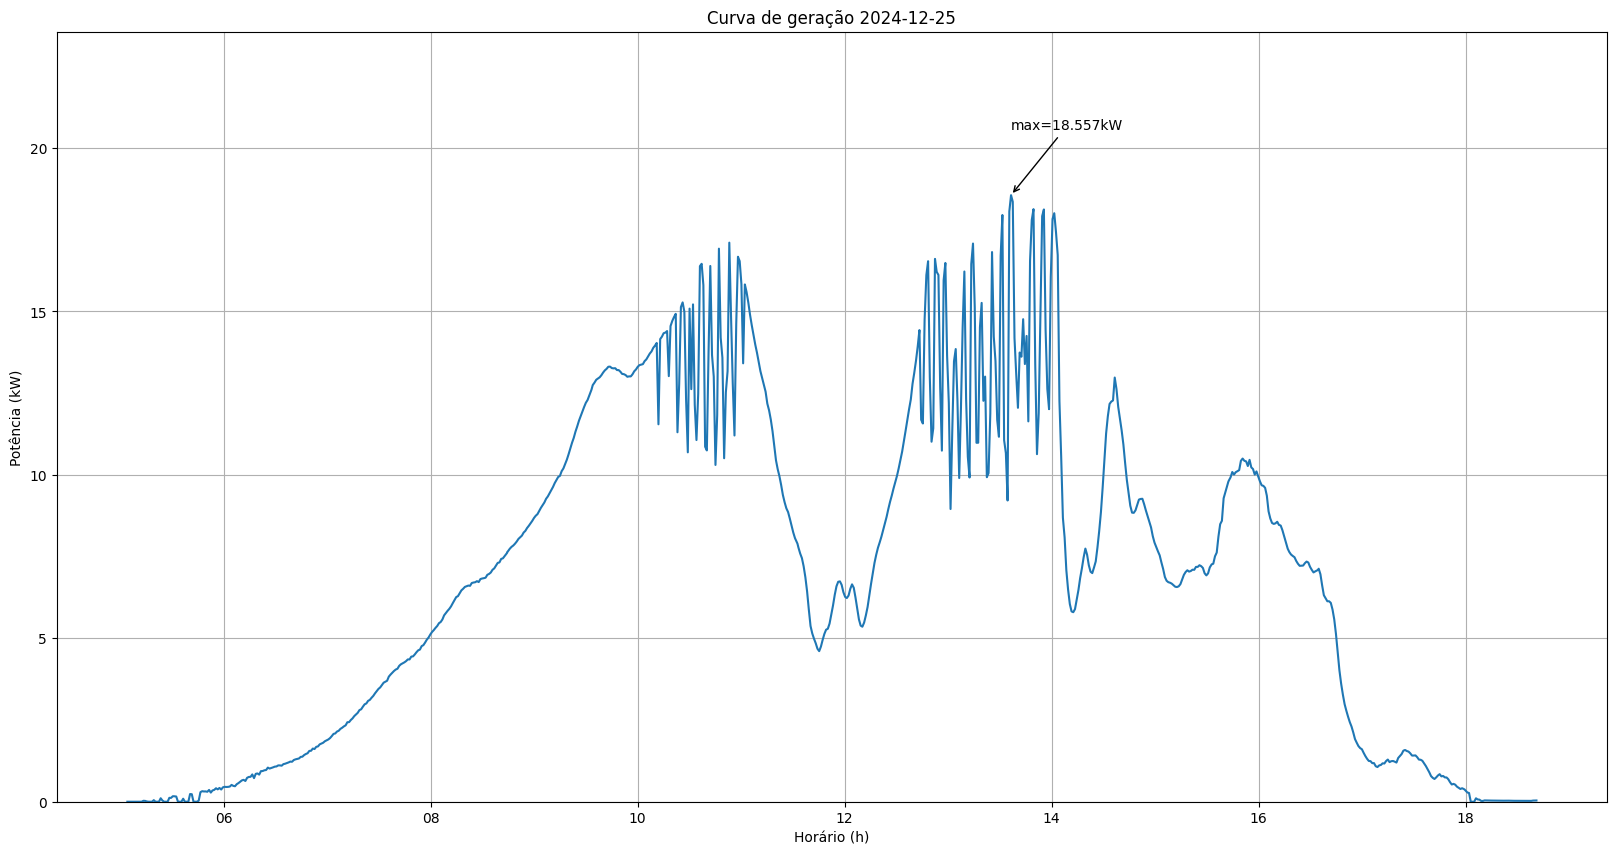 Curva de geração 2024-12-25
max=18.557kW
20
15
10
5
0
Potência (kW)
06 08 10 12 14 16 18
Horário (h)